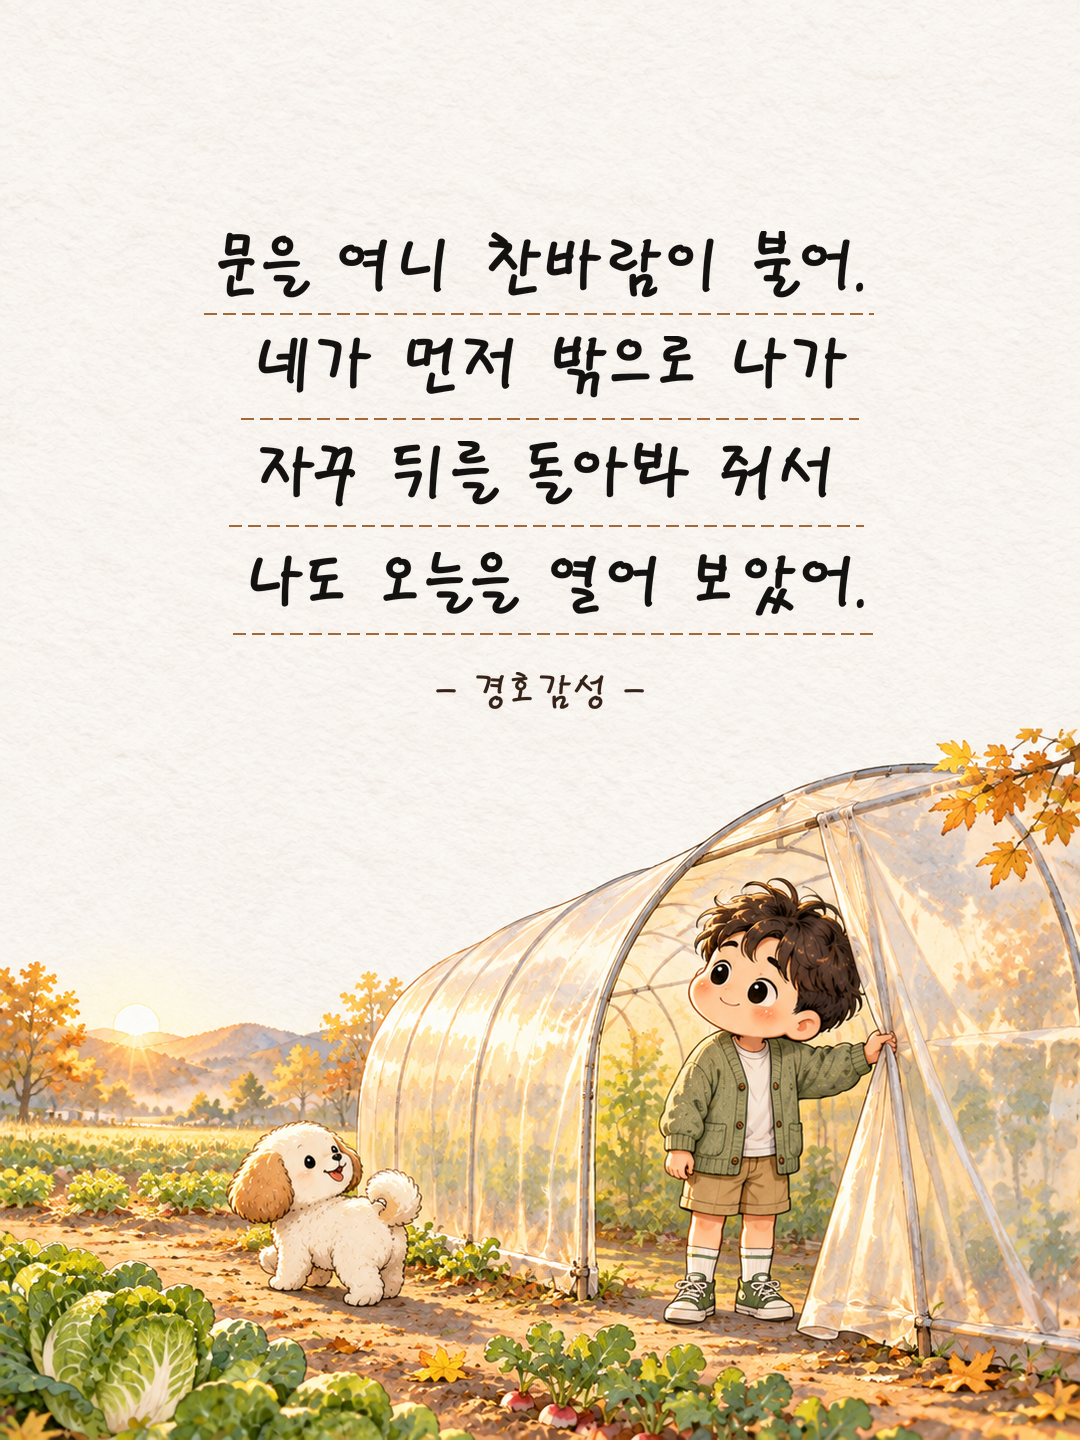 문을 여니 찬바람이 불어.
네가 먼저 밖으로 나가
자꾸 뒤를 돌아봐 줘서
나도 오늘을 열어 보았어.
- 경호감성 -